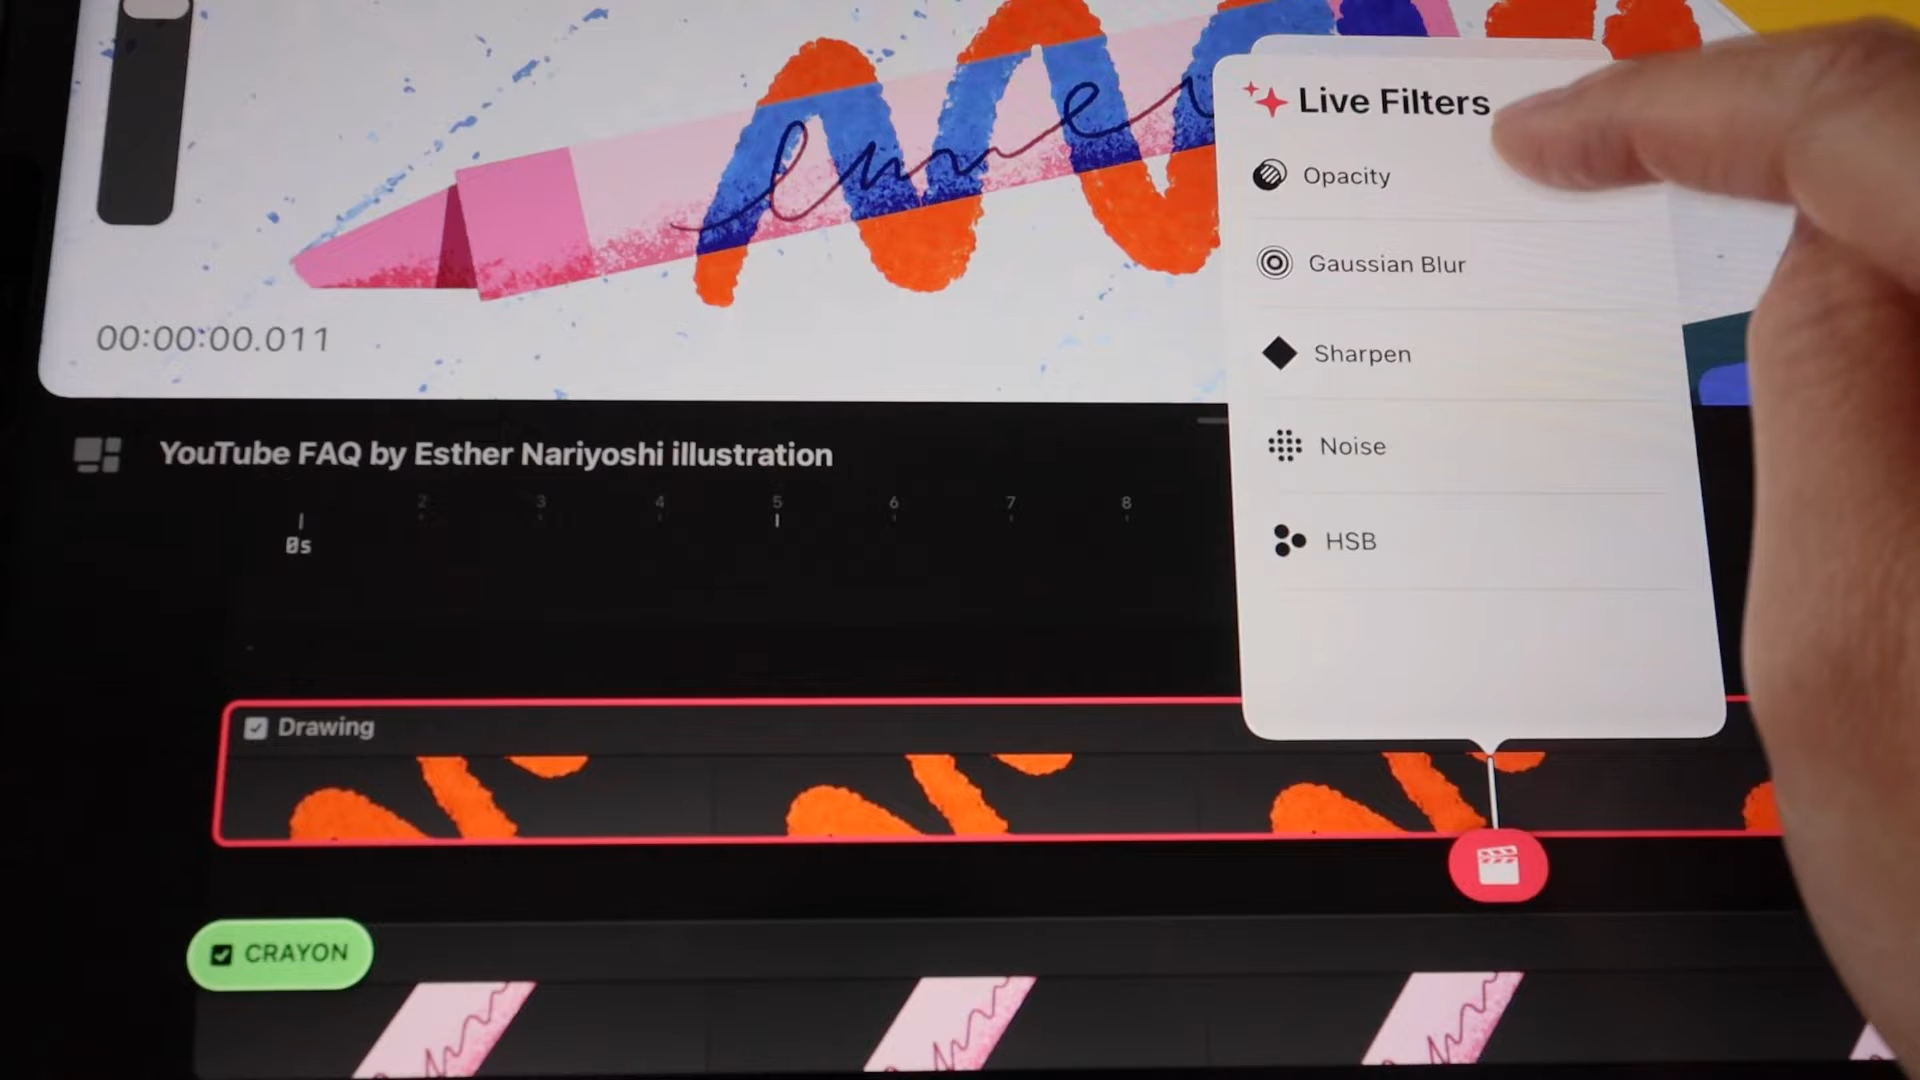 Live Filters
Opacity
Gaussian Blur
Sharpen
Noise
HSB
00:00:00.011
YouTube FAQ by Esther Nariyoshi illustration
2 3 4 5 6 7 8
0s
Drawing
CRAYON